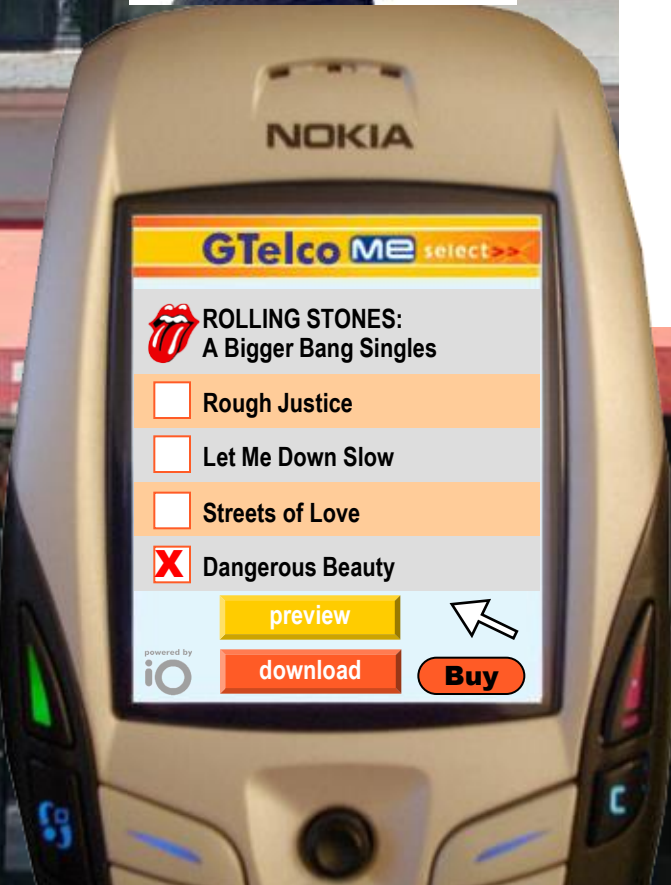 NOKIA
GTelco Me select>>
ROLLING STONES:
A Bigger Bang Singles
Rough Justice
Let Me Down Slow
Streets of Love
X Dangerous Beauty
preview
powered by
iO
download
Buy
C